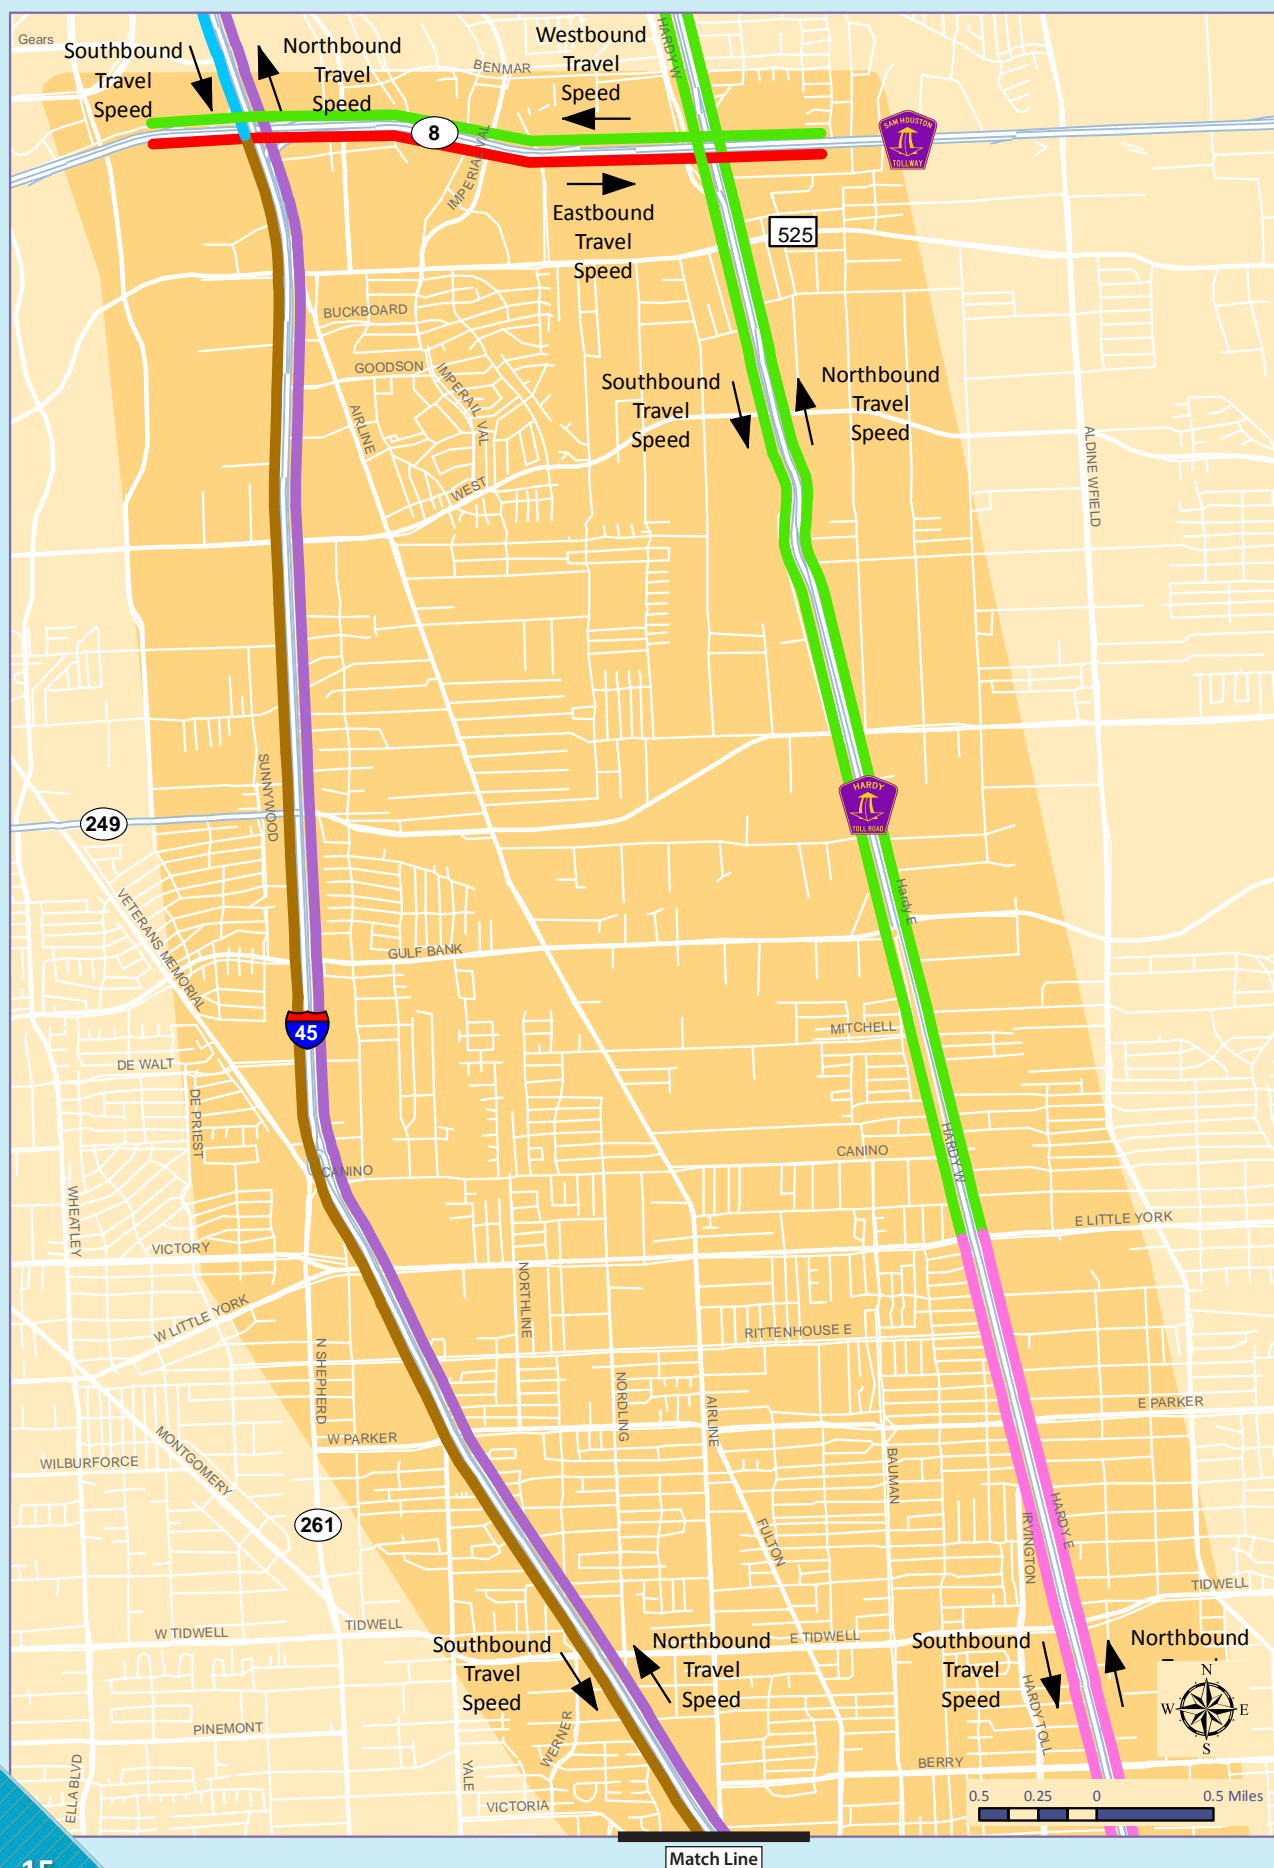 Gears
Southbound
Travel
Speed
Northbound
Travel
Speed
Westbound
Travel
Speed
HARDY W
BENMAR
8
IMPERIAL VAL
SAM HOUSTON
TOLLWAY
Eastbound
Travel
Speed
525
BUCKBOARD
GOODSON
IMPERAIL VAL
AIRLINE
WEST
Southbound
Travel
Speed
Northbound
Travel
Speed
ALDINE WFIELD
SUNNYWOOD
249
HARDY
TOLL ROAD
Hardy E
VETERANS MEMORIAL
GULF BANK
45
MITCHELL
DE WALT
DE PRIEST
CANINO
CANINO
HARDY W
WHEATLEY
E LITTLE YORK
VICTORY
W LITTLE YORK
NORTHLINE
RITTENHOUSE E
N SHEPHERD
NORDLING
AIRLINE
E PARKER
W PARKER
MONTGOMERY
WILBURFORCE
BAUMAN
261
FULTON
IRVINGTON
HARDY E
TIDWELL
W TIDWELL
TIDWELL
E TIDWELL
Southbound
Travel
Speed
Northbound
Travel
Speed
Southbound
Travel
Speed
Northbound
N
W
E
S
HARDY TOLL
PINEMONT
WERNER
BERRY
ELLA BLVD
YALE
VICTORIA
0.5 0.25 0 0.5 Miles
15
Match Line